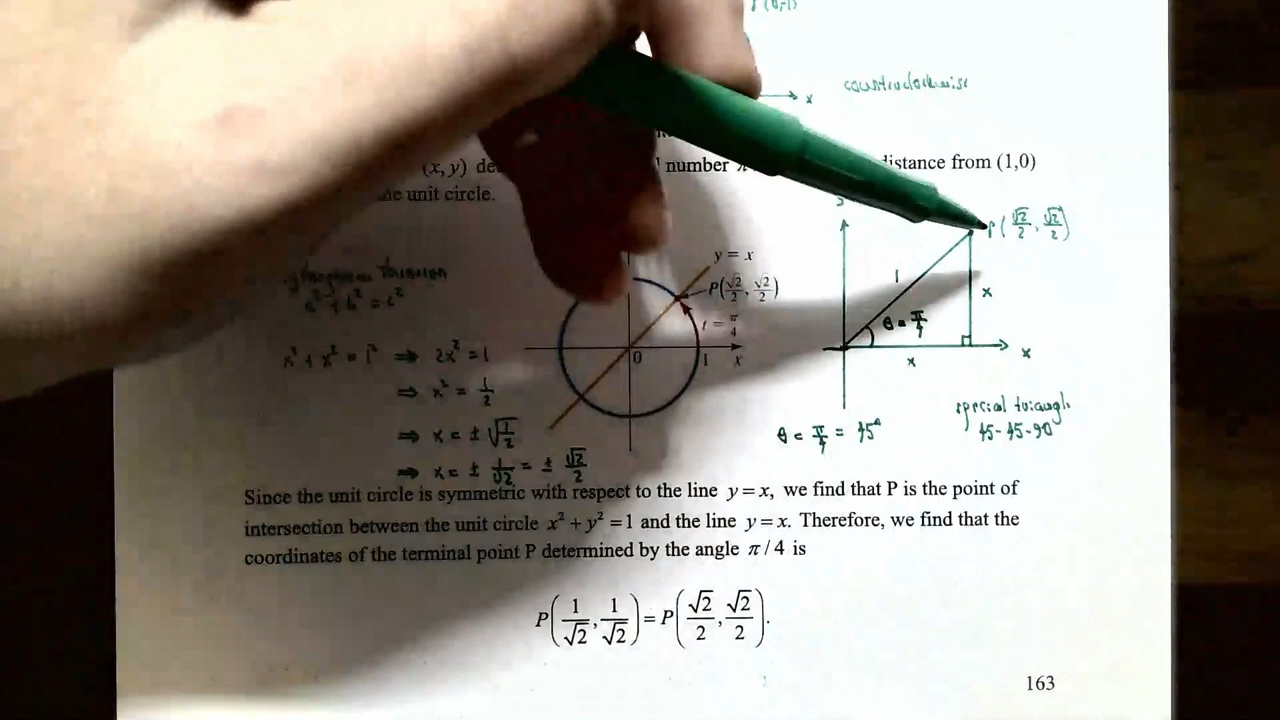 x
counterclockwise
(x, y) de
number
distance from (1,0)
unit circle.
P(√2/2, √2/2)
y = x
P(√2/2, √2/2)
t = π/4
0
1
x
1
θ = π/4
x
x
x
x² + x² = 1² ⇒ 2x² = 1
⇒ x² = 1/2
⇒ x = ± √(1/2)
⇒ x = ± 1/√2 = ± √2/2
θ = π/4 = 45°
special triangle
45-45-90
Since the unit circle is symmetric with respect to the line y = x, we find that P is the point of
intersection between the unit circle x² + y² = 1 and the line y = x. Therefore, we find that the
coordinates of the terminal point P determined by the angle π / 4 is
P(1/√2, 1/√2) = P(√2/2, √2/2).
163